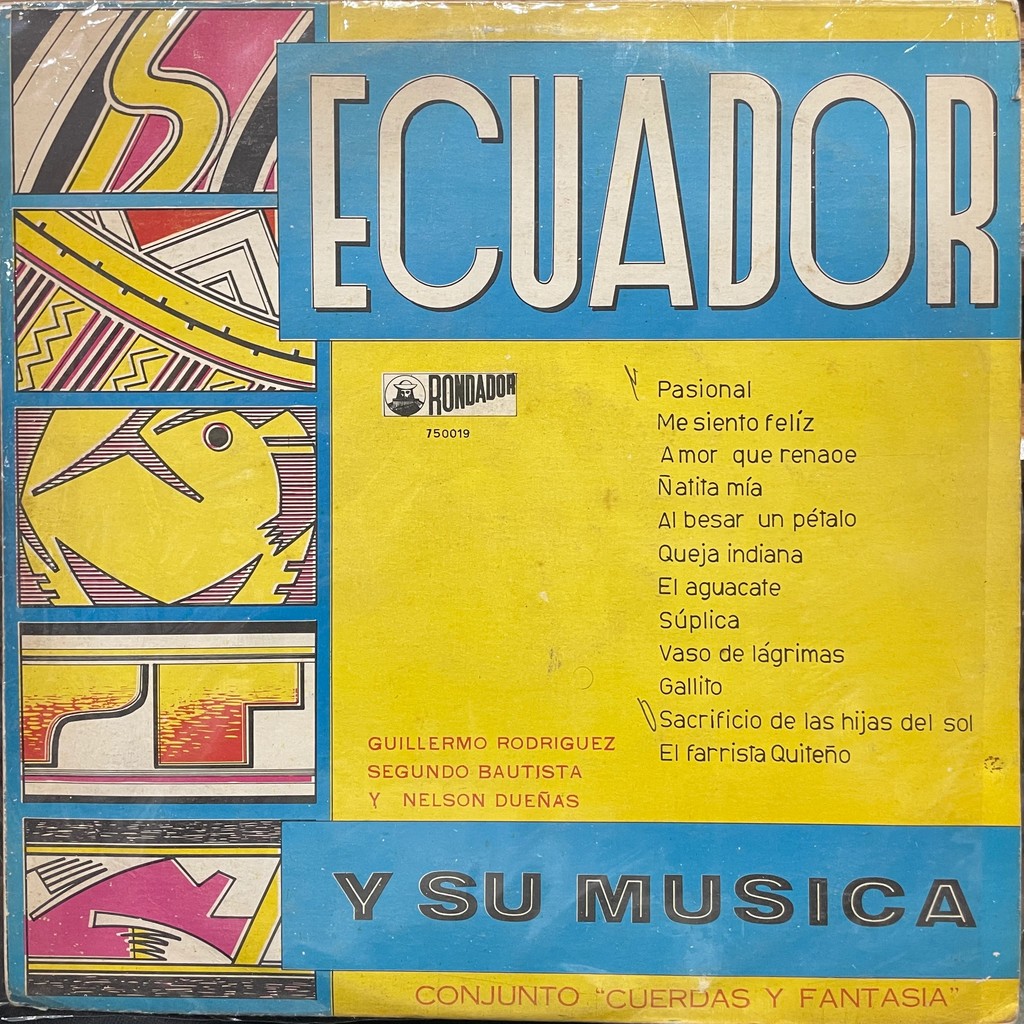 ECUADOR
RONDADOR
750019
Pasional
Me siento felíz
Amor que renaoe
Ñatita mía
Al besar un pétalo
Queja indiana
El aguacate
Súplica
Vaso de lágrimas
Gallito
Sacrificio de las hijas del sol
El farrista Quiteño
GUILLERMO RODRIGUEZ
SEGUNDO BAUTISTA
Y NELSON DUEÑAS
Y SU MUSICA
CONJUNTO "CUERDAS Y FANTASIA"